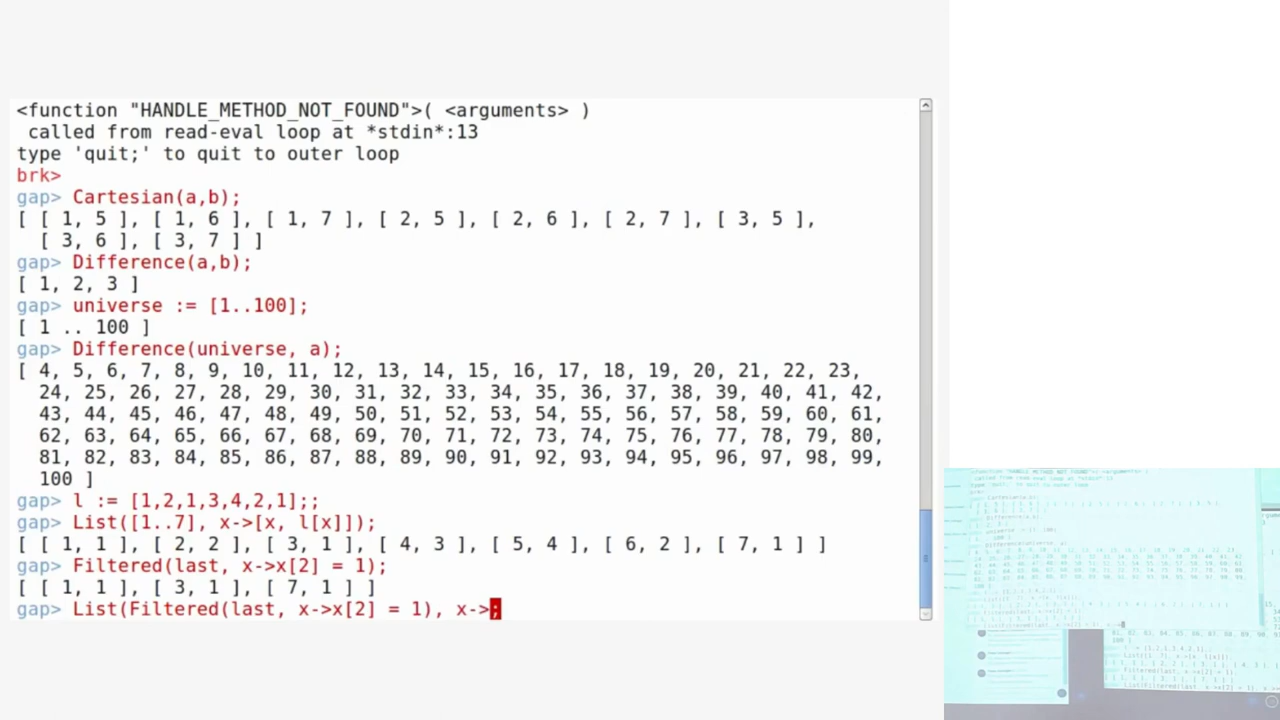 <function "HANDLE_METHOD_NOT_FOUND">( <arguments> )
 called from read-eval loop at *stdin*:13
type 'quit;' to quit to outer loop
brk>
gap> Cartesian(a,b);
[ [ 1, 5 ], [ 1, 6 ], [ 1, 7 ], [ 2, 5 ], [ 2, 6 ], [ 2, 7 ], [ 3, 5 ],
  [ 3, 6 ], [ 3, 7 ] ]
gap> Difference(a,b);
[ 1, 2, 3 ]
gap> universe := [1..100];
[ 1 .. 100 ]
gap> Difference(universe, a);
[ 4, 5, 6, 7, 8, 9, 10, 11, 12, 13, 14, 15, 16, 17, 18, 19, 20, 21, 22, 23,
  24, 25, 26, 27, 28, 29, 30, 31, 32, 33, 34, 35, 36, 37, 38, 39, 40, 41, 42,
  43, 44, 45, 46, 47, 48, 49, 50, 51, 52, 53, 54, 55, 56, 57, 58, 59, 60, 61,
  62, 63, 64, 65, 66, 67, 68, 69, 70, 71, 72, 73, 74, 75, 76, 77, 78, 79, 80,
  81, 82, 83, 84, 85, 86, 87, 88, 89, 90, 91, 92, 93, 94, 95, 96, 97, 98, 99,
  100 ]
gap> l := [1,2,1,3,4,2,1];;
gap> List([1..7], x->[x, l[x]]);
[ [ 1, 1 ], [ 2, 2 ], [ 3, 1 ], [ 4, 3 ], [ 5, 4 ], [ 6, 2 ], [ 7, 1 ] ]
gap> Filtered(last, x->x[2] = 1);
[ [ 1, 1 ], [ 3, 1 ], [ 7, 1 ] ]
gap> List(Filtered(last, x->x[2] = 1), x->;